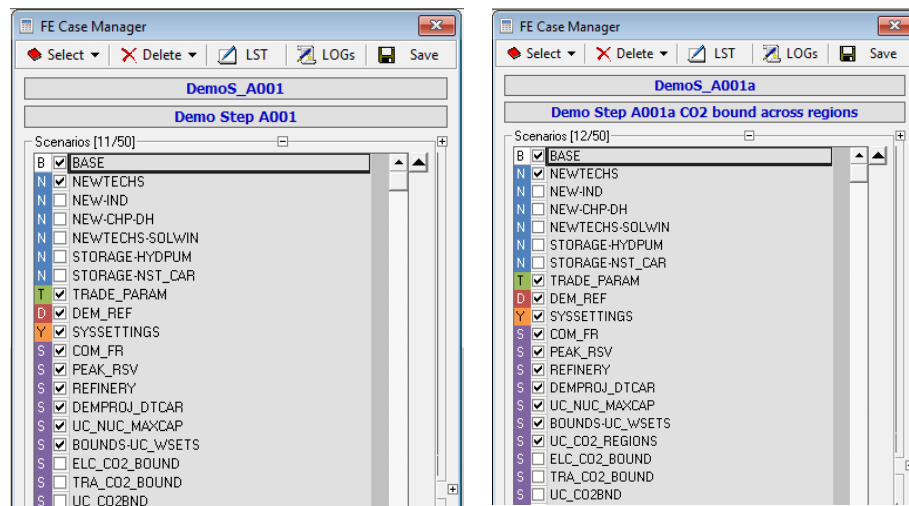 FE Case Manager
Select Delete LST LOGs Save
DemoS_A001
Demo Step A001
Scenarios [11/50]
B BASE
N NEWTECHS
N NEW-IND
N NEW-CHP-DH
N NEWTECHS-SOLWIN
N STORAGE-HYDPUM
N STORAGE-NST_CAR
T TRADE_PARAM
D DEM_REF
Y SYSSETTINGS
S COM_FR
S PEAK_RSV
S REFINERY
S DEMPROJ_DTCAR
S UC_NUC_MAXCAP
S BOUNDS-UC_WSETS
S ELC_CO2_BOUND
S TRA_CO2_BOUND
S UC_CO2BND
FE Case Manager
Select Delete LST LOGs Save
DemoS_A001a
Demo Step A001a CO2 bound across regions
Scenarios [12/50]
B BASE
N NEWTECHS
N NEW-IND
N NEW-CHP-DH
N NEWTECHS-SOLWIN
N STORAGE-HYDPUM
N STORAGE-NST_CAR
T TRADE_PARAM
D DEM_REF
Y SYSSETTINGS
S COM_FR
S PEAK_RSV
S REFINERY
S DEMPROJ_DTCAR
S UC_NUC_MAXCAP
S BOUNDS-UC_WSETS
S UC_CO2_REGIONS
S ELC_CO2_BOUND
S TRA_CO2_BOUND
S UC_CO2BND